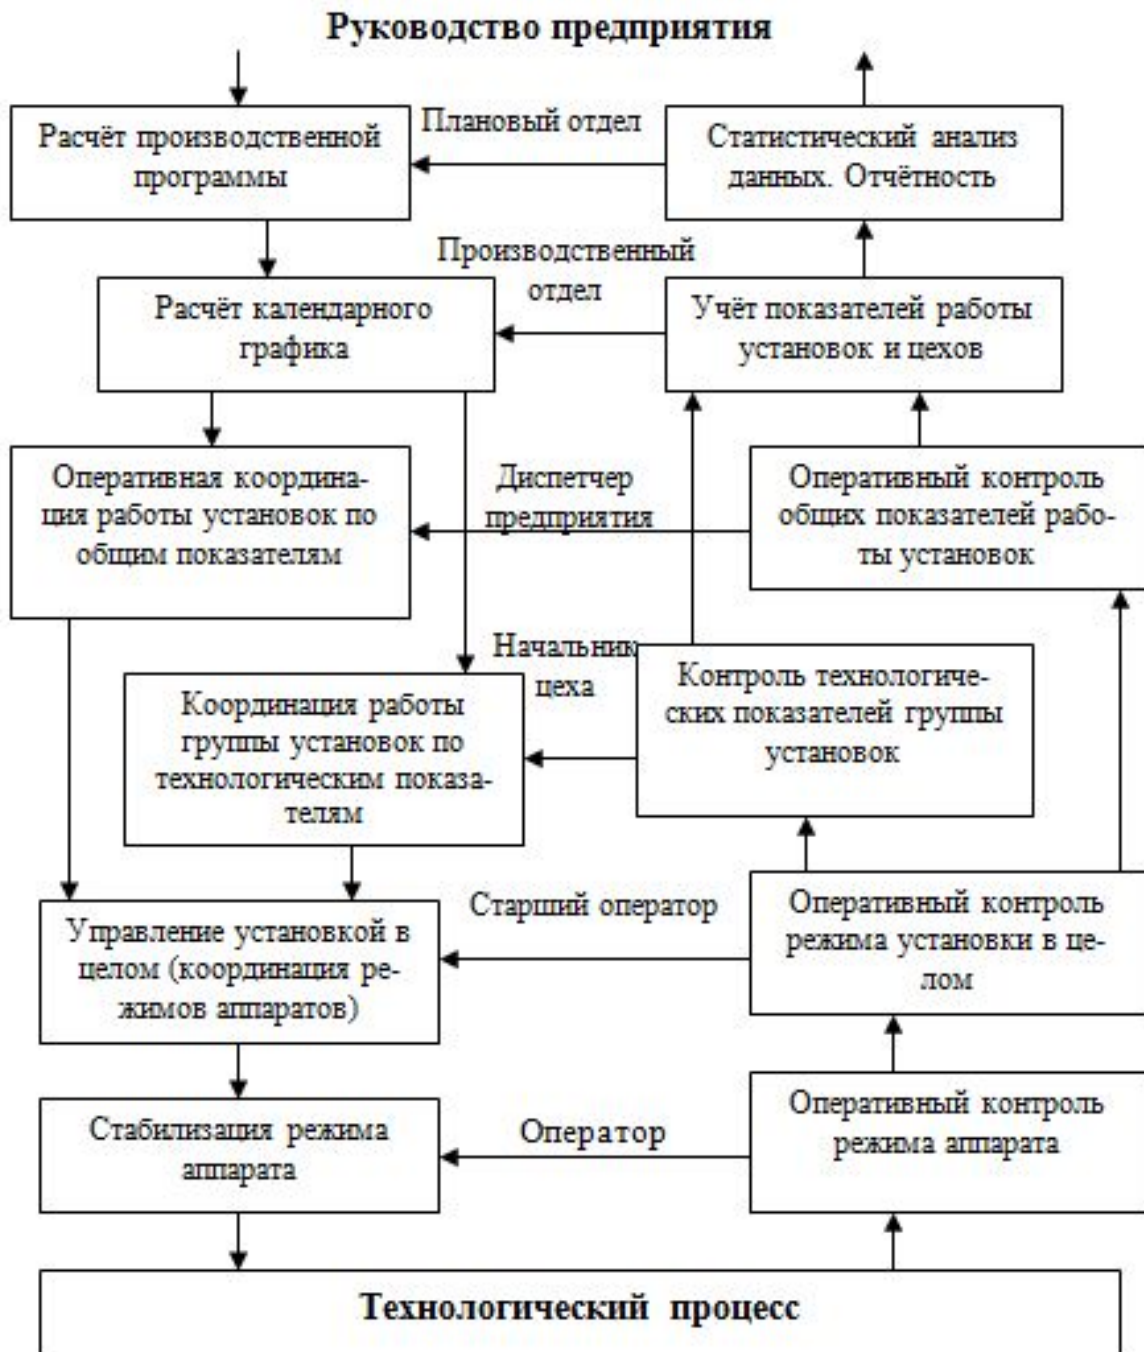 Руководство предприятия
Расчёт производственной
программы
Плановый отдел
Статистический анализ
данных. Отчётность
Производственный
отдел
Расчёт календарного
графика
Учёт показателей работы
установок и цехов
Оперативная координа-
ция работы установок по
общим показателям
Диспетчер
предприятия
Оперативный контроль
общих показателей рабо-
ты установок
Начальник
цеха
Координация работы
группы установок по
технологическим показа-
телям
Контроль технологиче-
ских показателей группы
установок
Управление установкой в
целом (координация ре-
жимов аппаратов)
Старший оператор
Оперативный контроль
режима установки в це-
лом
Стабилизация режима
аппарата
Оператор
Оперативный контроль
режима аппарата
Технологический процесс